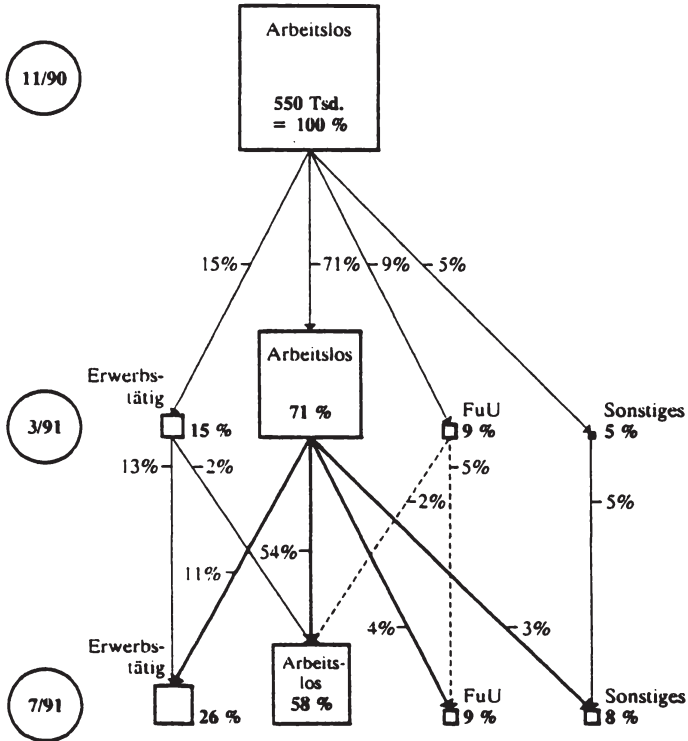 Arbeitslos
11/90
550 Tsd.
= 100 %
15%
71%
9%
5%
Erwerbs-
tätig
Arbeitslos
FuU
Sonstiges
3/91
15 %
71 %
9 %
5 %
13%
2%
5%
2%
5%
54%
11%
4%
3%
Erwerbs-
tätig
Arbeits-
los
FuU
Sonstiges
7/91
26 %
58 %
9 %
8 %